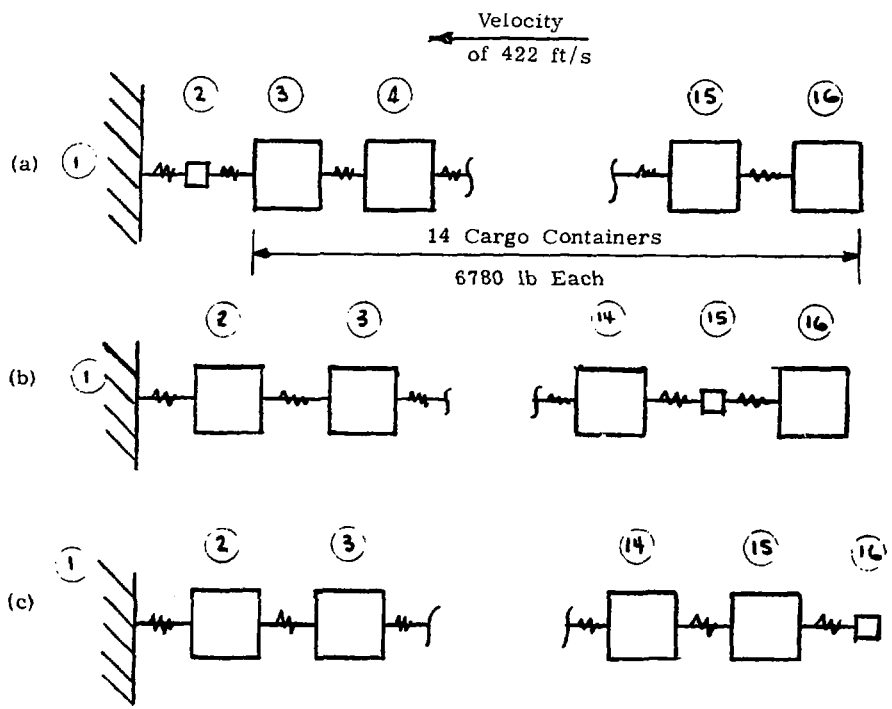 Velocity
of 422 ft/s
2 3 4 15 16
(a) 1
14 Cargo Containers
6780 lb Each
2 3 14 15 16
(b) 1
2 3 14 15 16
(c) 1